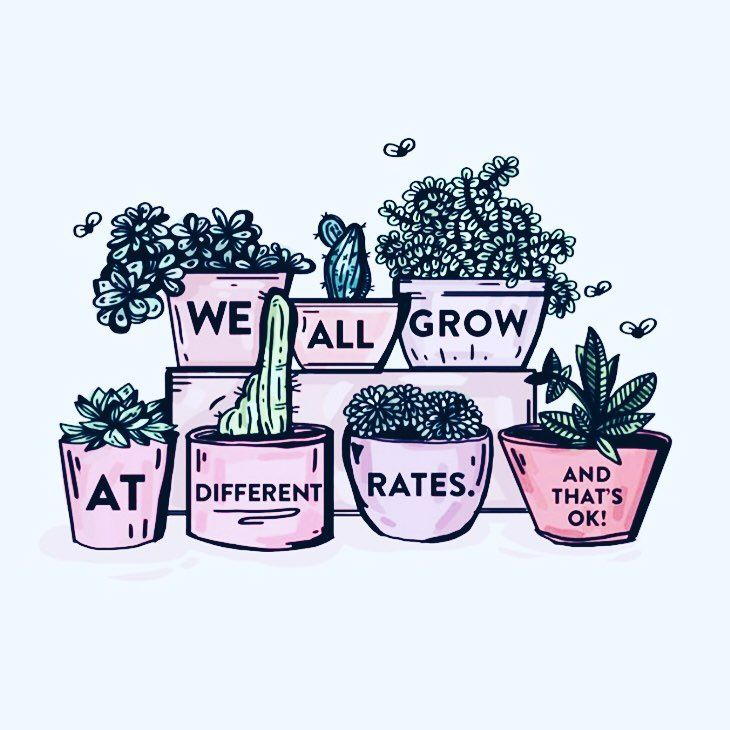 WE ALL GROW
AT DIFFERENT RATES. AND
THAT'S
OK!